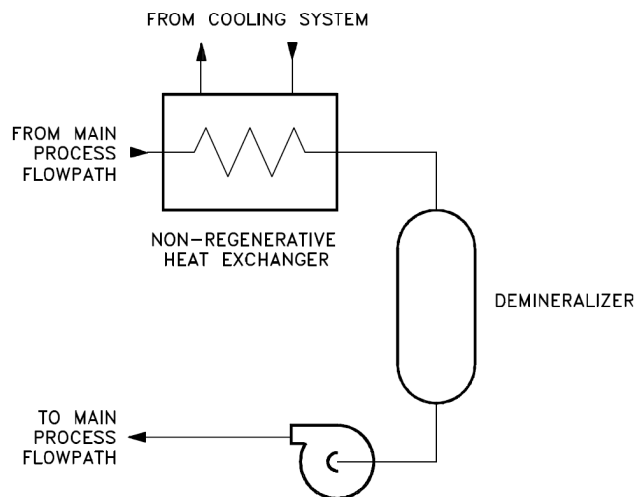 FROM COOLING SYSTEM
FROM MAIN
PROCESS
FLOWPATH
NON-REGENERATIVE
HEAT EXCHANGER
DEMINERALIZER
TO MAIN
PROCESS
FLOWPATH